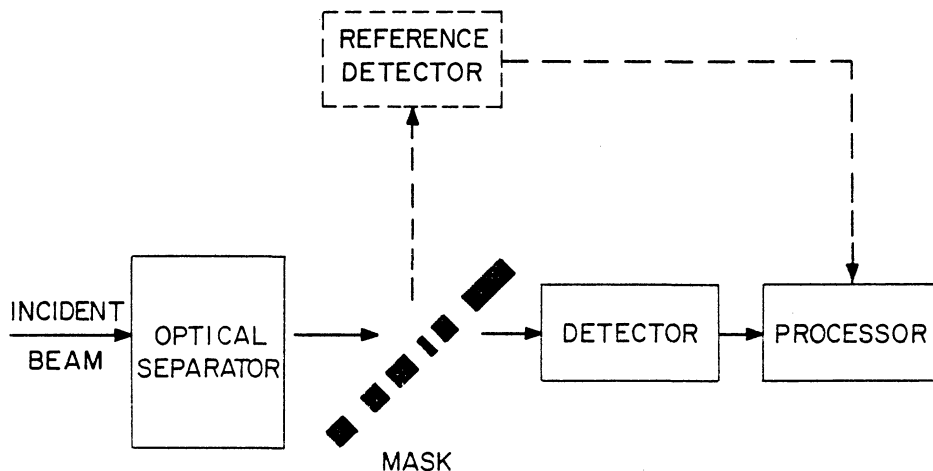 REFERENCE
DETECTOR
INCIDENT
BEAM
OPTICAL
SEPARATOR
DETECTOR
PROCESSOR
MASK